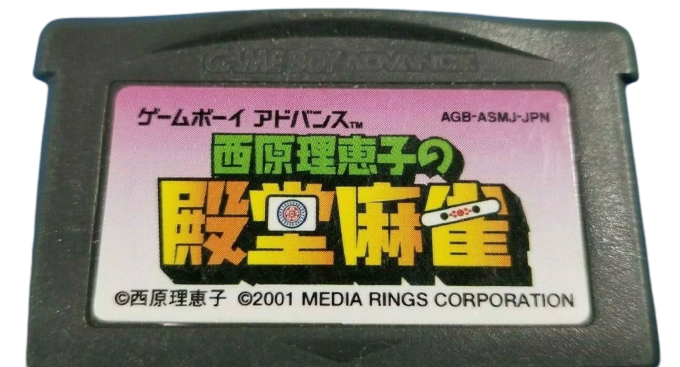 GAME BOY ADVANCE
ゲームボーイ アドバンス™ AGB-ASMJ-JPN
西原理恵子の
殿堂麻雀
©西原理恵子 ©2001 MEDIA RINGS CORPORATION